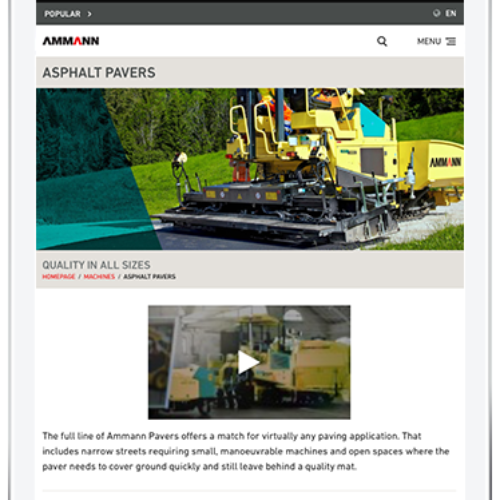 POPULAR >
EN
AMMANN
MENU
ASPHALT PAVERS
AMMANN
QUALITY IN ALL SIZES
HOMEPAGE / MACHINES / ASPHALT PAVERS
The full line of Ammann Pavers offers a match for virtually any paving application. That
includes narrow streets requiring small, manoeuvrable machines and open spaces where the
paver needs to cover ground quickly and still leave behind a quality mat.